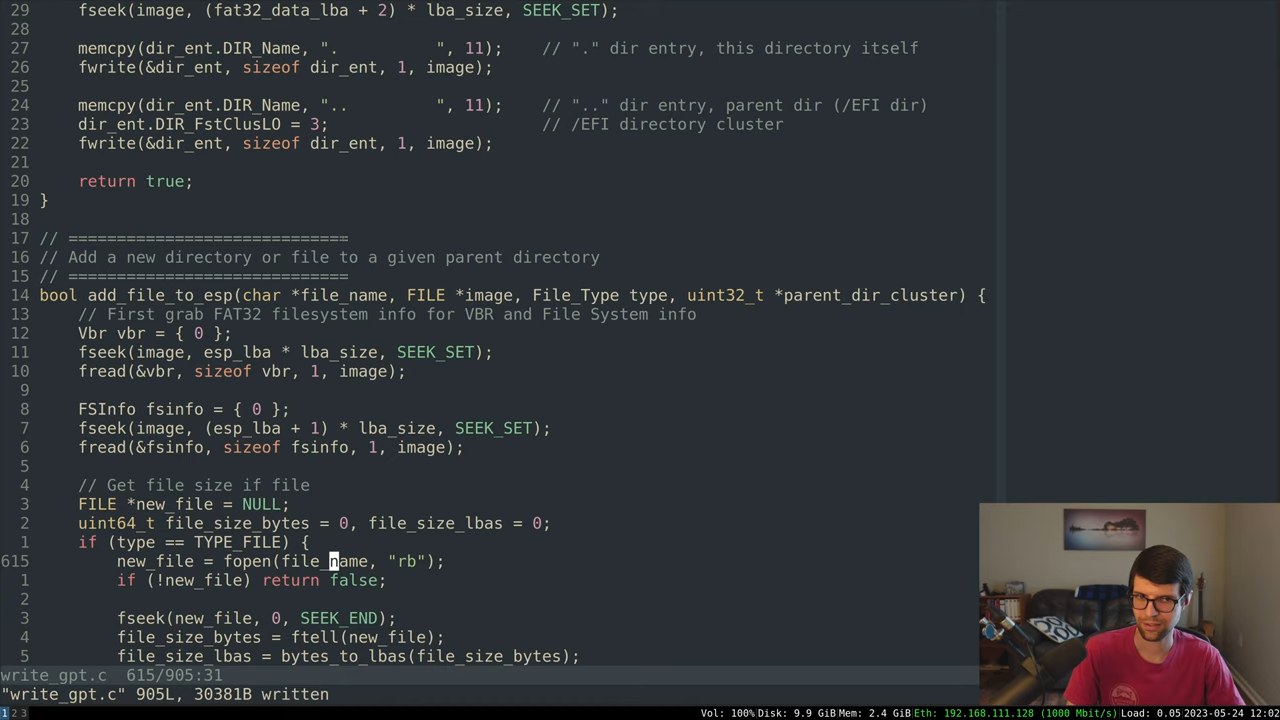 29      fseek(image, (fat32_data_lba + 2) * lba_size, SEEK_SET);
28
27      memcpy(dir_ent.DIR_Name, ".          ", 11);    // "." dir entry, this directory itself
26      fwrite(&dir_ent, sizeof dir_ent, 1, image);
25
24      memcpy(dir_ent.DIR_Name, "..         ", 11);    // ".." dir entry, parent dir (/EFI dir)
23      dir_ent.DIR_FstClusLO = 3;                      // /EFI directory cluster
22      fwrite(&dir_ent, sizeof dir_ent, 1, image);
21
20      return true;
19  }
18
17  // =============================
16  // Add a new directory or file to a given parent directory
15  // =============================
14  bool add_file_to_esp(char *file_name, FILE *image, File_Type type, uint32_t *parent_dir_cluster) {
13      // First grab FAT32 filesystem info for VBR and File System info
12      Vbr vbr = { 0 };
11      fseek(image, esp_lba * lba_size, SEEK_SET);
10      fread(&vbr, sizeof vbr, 1, image);
9
8      FSInfo fsinfo = { 0 };
7      fseek(image, (esp_lba + 1) * lba_size, SEEK_SET);
6      fread(&fsinfo, sizeof fsinfo, 1, image);
5
4      // Get file size if file
3      FILE *new_file = NULL;
2      uint64_t file_size_bytes = 0, file_size_lbas = 0;
1      if (type == TYPE_FILE) {
615         new_file = fopen(file_name, "rb");
1          if (!new_file) return false;
2
3          fseek(new_file, 0, SEEK_END);
4          file_size_bytes = ftell(new_file);
5          file_size_lbas = bytes_to_lbas(file_size_bytes);
write_gpt.c  615/905:31
"write_gpt.c" 905L, 30381B written
1 2 3 Vol: 100% Disk: 9.9 GiB Mem: 2.4 GiB Eth: 192.168.111.128 (1000 Mbit/s) Load: 0.05 2023-05-24 12:02